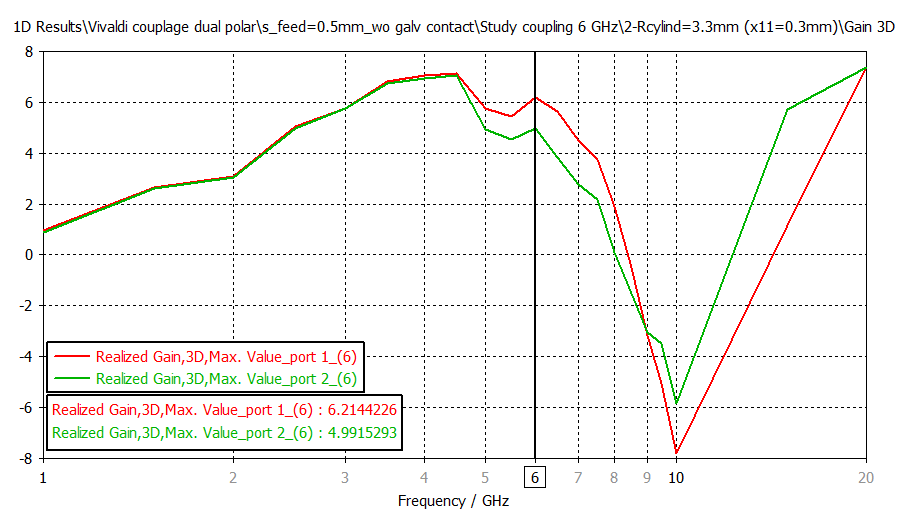 1D Results\Vivaldi couplage dual polar\s_feed=0.5mm_wo galv contact\Study coupling 6 GHz\2-Rcylind=3.3mm (x11=0.3mm)\Gain 3D
8
6
4
2
0
-2
-4
-6
-8
Realized Gain,3D,Max. Value_port 1_(6)
Realized Gain,3D,Max. Value_port 2_(6)
Realized Gain,3D,Max. Value_port 1_(6) : 6.2144226
Realized Gain,3D,Max. Value_port 2_(6) : 4.9915293
1 2 3 4 5 6 7 8 9 10 20
Frequency / GHz